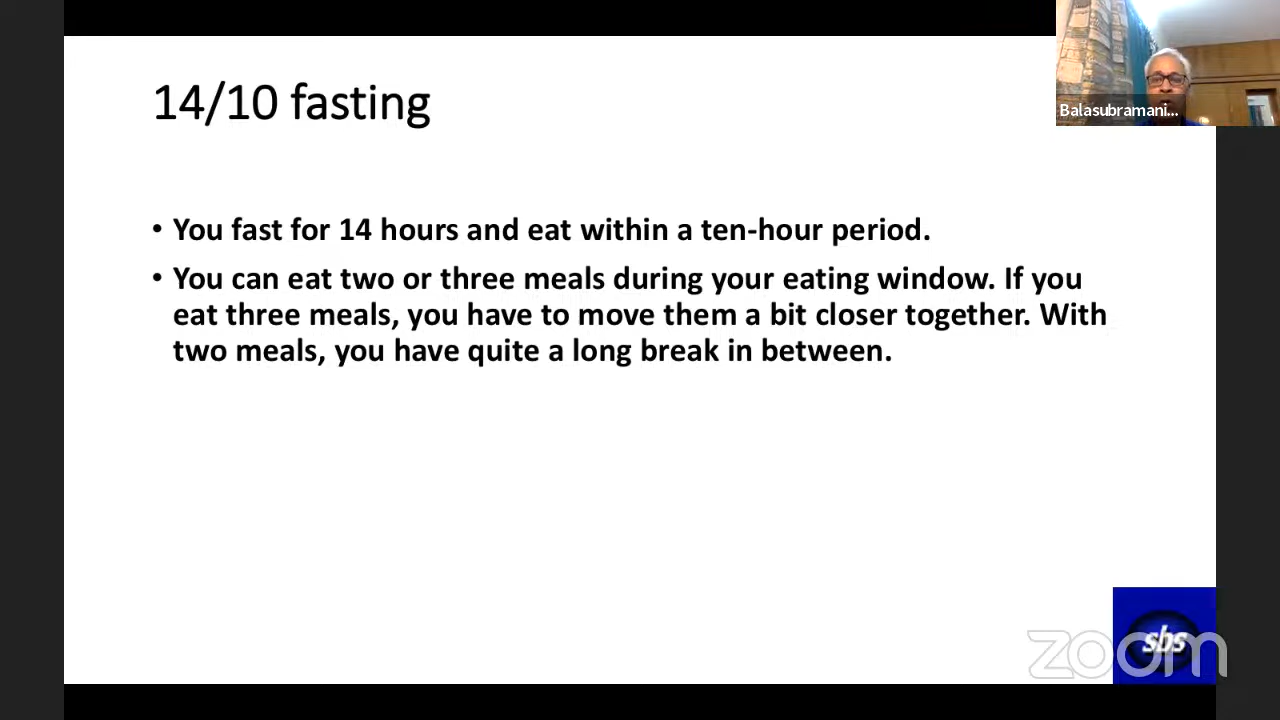 14/10 fasting
Balasubramani...
• You fast for 14 hours and eat within a ten-hour period.
• You can eat two or three meals during your eating window. If you
eat three meals, you have to move them a bit closer together. With
two meals, you have quite a long break in between.
sbs
zoom